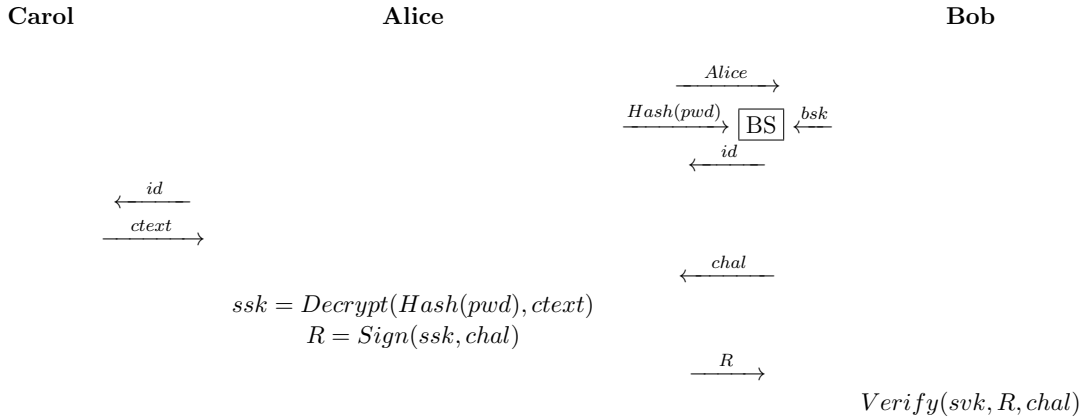 Carol Alice Bob
Alice
Hash(pwd) BS bsk
id
id
ctext
chal
ssk = Decrypt(Hash(pwd), ctext)
R = Sign(ssk, chal)
R
Verify(svk, R, chal)